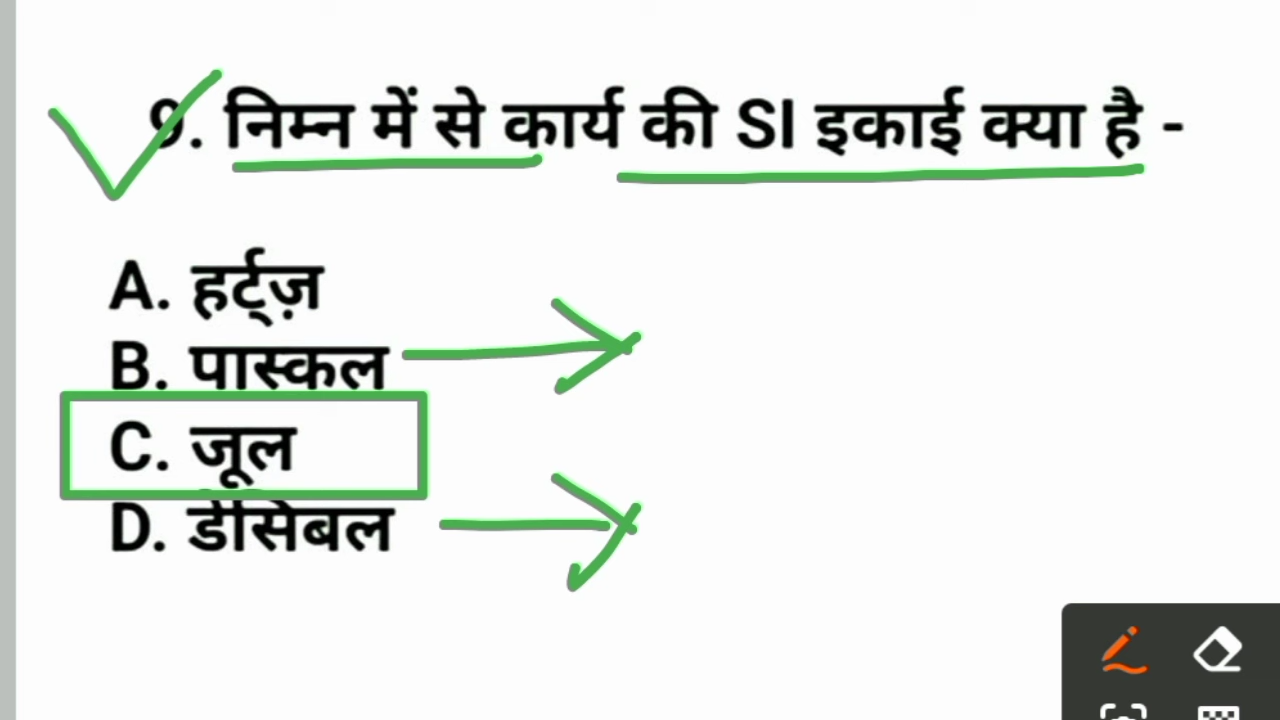 9. निम्न में से कार्य की SI इकाई क्या है -
A. हर्ट्ज़
B. पास्कल
C. जूल
D. डेसिबल